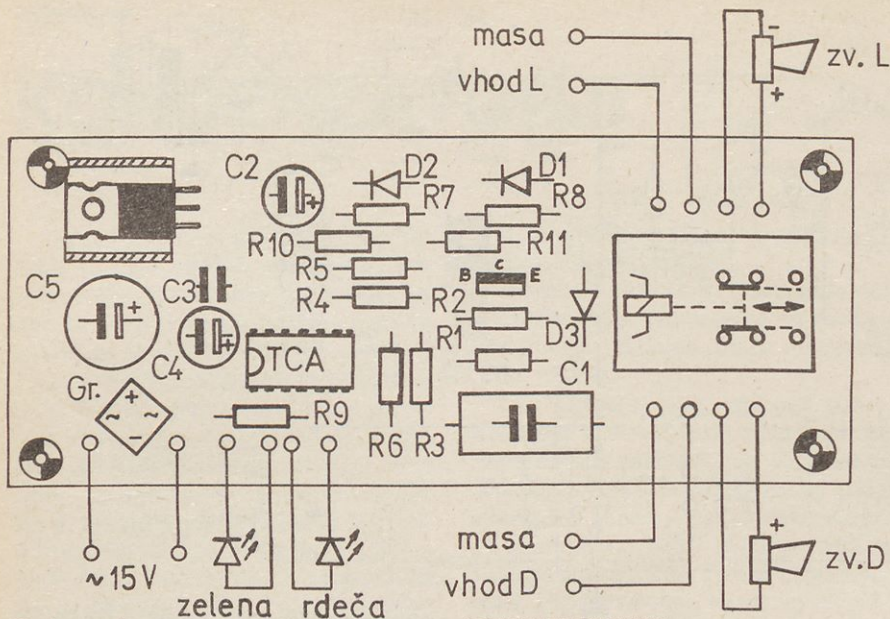 masa
vhod L
-
+
zv. L
C2
D2
D1
R7
R8
R10
R11
C5
C3
R5
B C E
R4
R2
R1
D3
C4
TCA
C1
Gr.
+
~ ~
-
R9
R6
R3
~15V
zelena
rdeča
masa
vhod D
+
zv.D